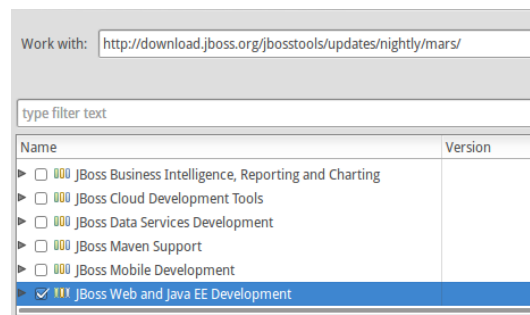 Work with: http://download.jboss.org/jbosstools/updates/nightly/mars/
type filter text
Name Version
JBoss Business Intelligence, Reporting and Charting
JBoss Cloud Development Tools
JBoss Data Services Development
JBoss Maven Support
JBoss Mobile Development
JBoss Web and Java EE Development